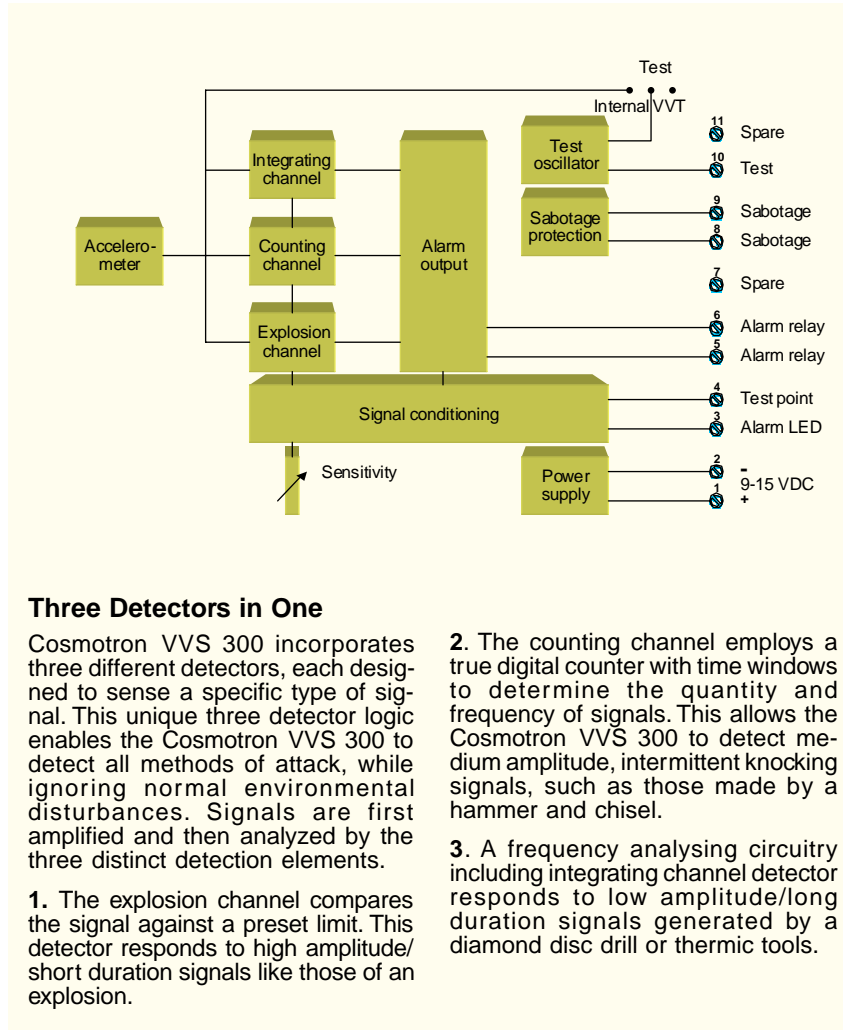 Test
Internal VVT
11
Spare
Test
oscillator
10
Test
Integrating
channel
9
Sabotage
Sabotage
protection
8
Sabotage
Accelero-
meter
Counting
channel
Alarm
output
7
Spare
6
Alarm relay
Explosion
channel
5
Alarm relay
4
Test point
Signal conditioning
3
Alarm LED
Sensitivity
Power
supply
2
-
9-15 VDC
1
+
Three Detectors in One
Cosmotron VVS 300 incorporates
three different detectors, each desig-
ned to sense a specific type of sig-
nal. This unique three detector logic
enables the Cosmotron VVS 300 to
detect all methods of attack, while
ignoring normal environmental
disturbances. Signals are first
amplified and then analyzed by the
three distinct detection elements.
1. The explosion channel compares
the signal against a preset limit. This
detector responds to high amplitude/
short duration signals like those of an
explosion.
2. The counting channel employs a
true digital counter with time windows
to determine the quantity and
frequency of signals. This allows the
Cosmotron VVS 300 to detect me-
dium amplitude, intermittent knocking
signals, such as those made by a
hammer and chisel.
3. A frequency analysing circuitry
including integrating channel detector
responds to low amplitude/long
duration signals generated by a
diamond disc drill or thermic tools.